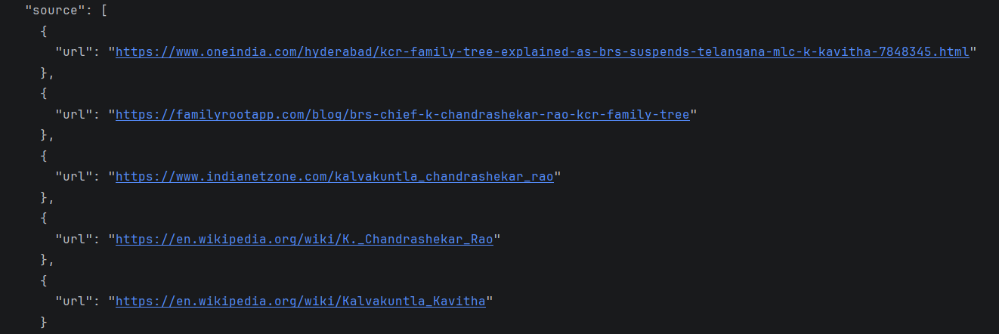 "source": [
{
"url": "https://www.oneindia.com/hyderabad/kcr-family-tree-explained-as-brs-suspends-telangana-mlc-k-kavitha-7848345.html"
},
{
"url": "https://familyrootapp.com/blog/brs-chief-k-chandrashekar-rao-kcr-family-tree"
},
{
"url": "https://www.indianetzone.com/kalvakuntla_chandrashekar_rao"
},
{
"url": "https://en.wikipedia.org/wiki/K._Chandrashekar_Rao"
},
{
"url": "https://en.wikipedia.org/wiki/Kalvakuntla_Kavitha"
}